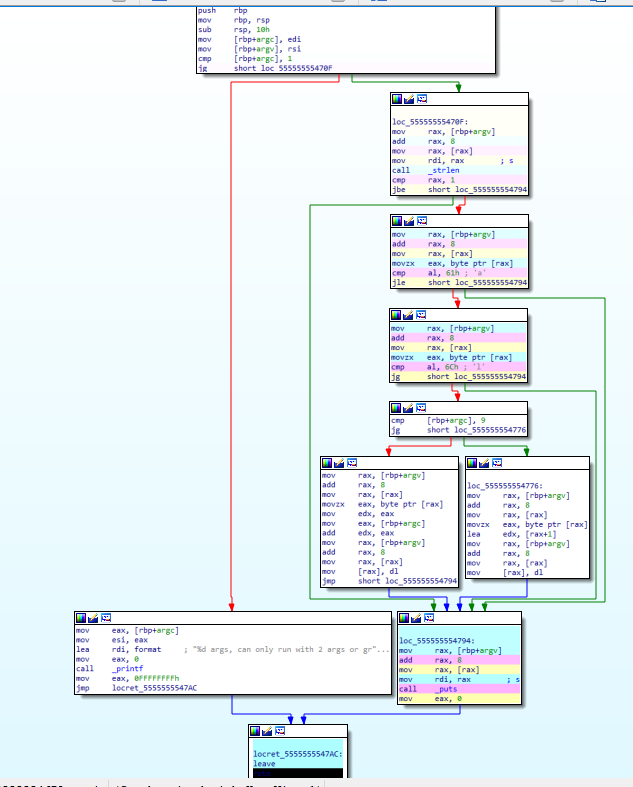 push rbp
mov rbp, rsp
sub rsp, 10h
mov [rbp+argc], edi
mov [rbp+argv], rsi
cmp [rbp+argc], 1
jg short loc_55555555470F
loc_55555555470F:
mov rax, [rbp+argv]
add rax, 8
mov rax, [rax]
mov rdi, rax ; s
call _strlen
cmp rax, 1
jbe short loc_555555554794
mov rax, [rbp+argv]
add rax, 8
mov rax, [rax]
movzx eax, byte ptr [rax]
cmp al, 61h ; 'a'
jle short loc_555555554794
mov rax, [rbp+argv]
add rax, 8
mov rax, [rax]
movzx eax, byte ptr [rax]
cmp al, 6Ch ; 'l'
jg short loc_555555554794
cmp [rbp+argc], 9
jg short loc_555555554776
mov rax, [rbp+argv]
add rax, 8
mov rax, [rax]
movzx eax, byte ptr [rax]
mov edx, eax
mov eax, [rbp+argc]
add edx, eax
mov rax, [rbp+argv]
add rax, 8
mov rax, [rax]
mov [rax], dl
jmp short loc_555555554794
loc_555555554776:
mov rax, [rbp+argv]
add rax, 8
mov rax, [rax]
movzx eax, byte ptr [rax]
lea edx, [rax+1]
mov rax, [rbp+argv]
add rax, 8
mov rax, [rax]
mov [rax], dl
mov eax, [rbp+argc]
mov esi, eax
lea rdi, format ; "%d args, can only run with 2 args or gr"...
mov eax, 0
call _printf
mov eax, 0FFFFFFFFh
jmp locret_5555555547AC
loc_555555554794:
mov rax, [rbp+argv]
add rax, 8
mov rax, [rax]
mov rdi, rax ; s
call _puts
mov eax, 0
locret_5555555547AC:
leave